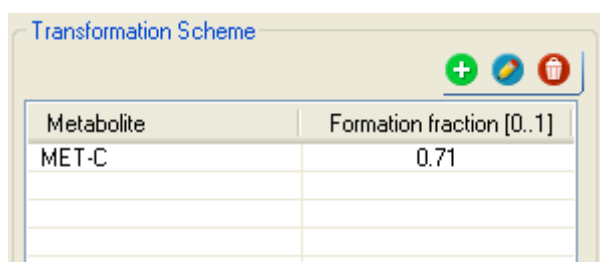 Transformation Scheme
Metabolite Formation fraction [0..1]
MET-C 0.71